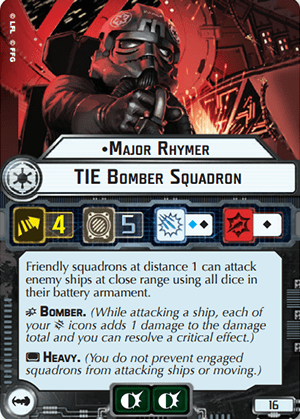 © LFL © FFG
•Major Rhymer
TIE Bomber Squadron
4
5
Friendly squadrons at distance 1 can attack
enemy ships at close range using all dice in
their battery armament.
Bomber. (While attacking a ship, each of
your icons adds 1 damage to the damage
total and you can resolve a critical effect.)
Heavy. (You do not prevent engaged
squadrons from attacking ships or moving.)
16